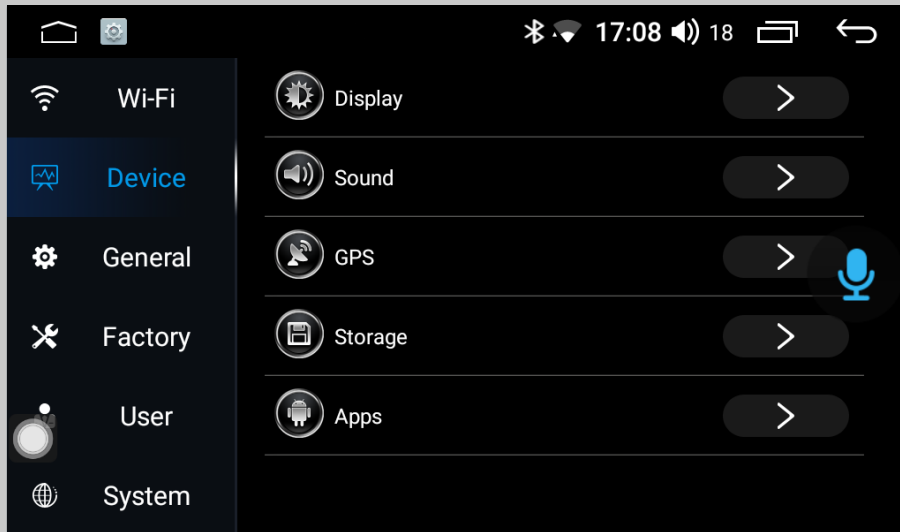 17:08 18
Wi-Fi
Device
General
Factory
User
System
Display
Sound
GPS
Storage
Apps